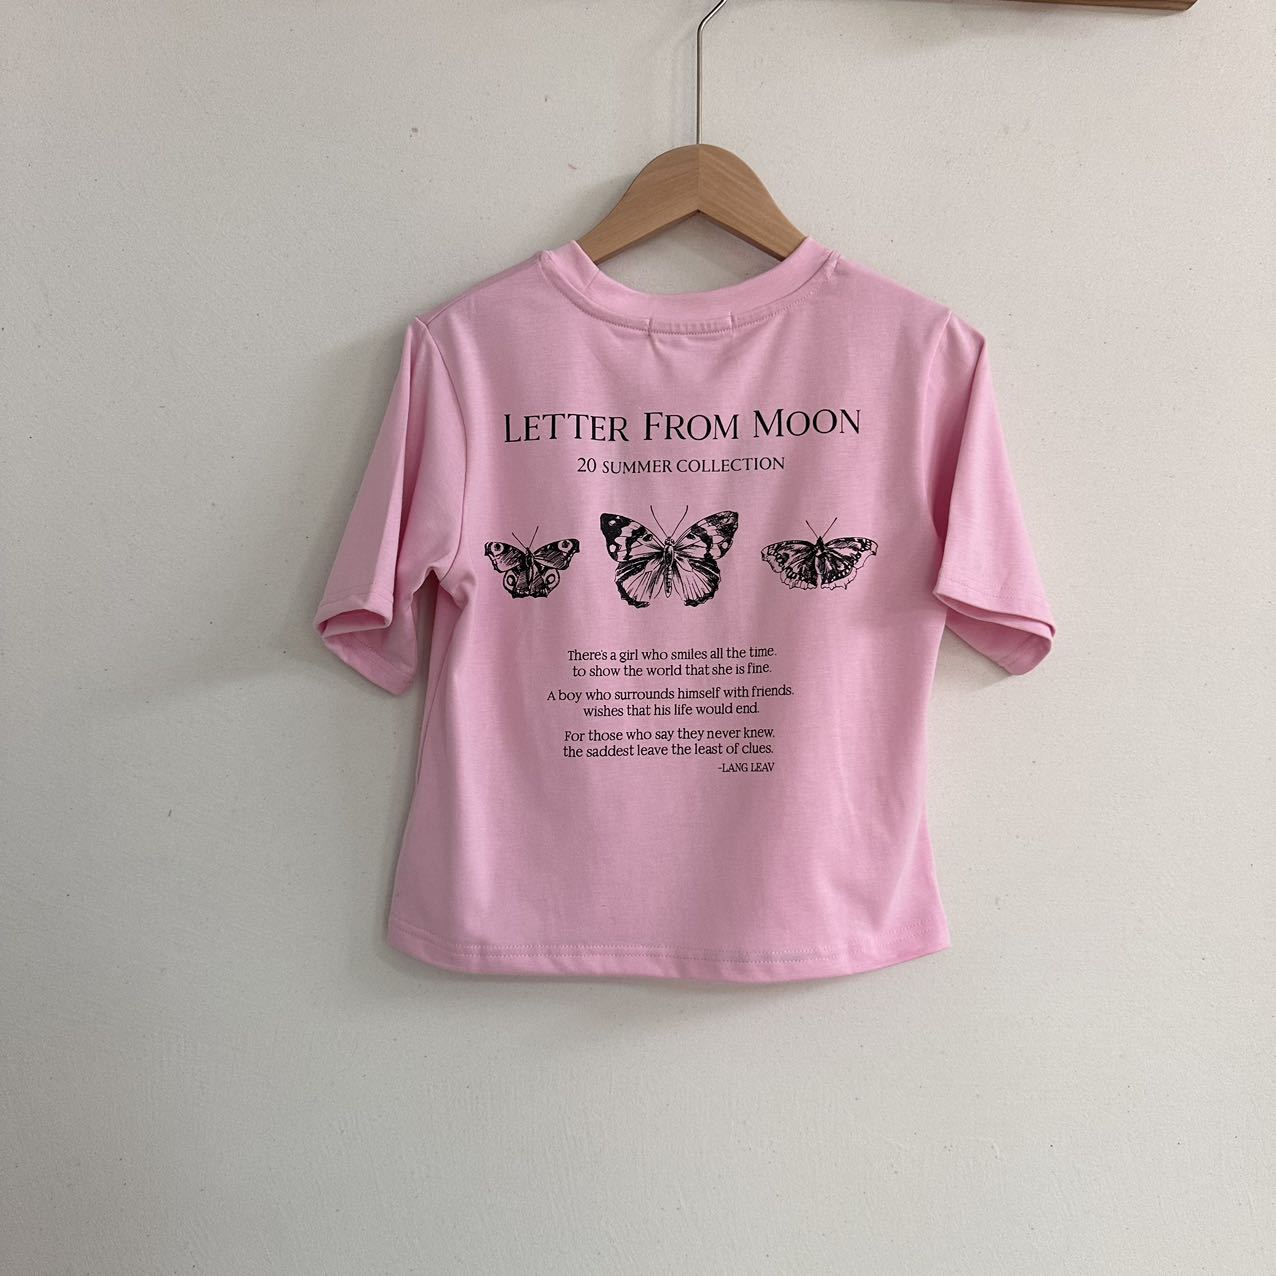 LETTER FROM MOON
20 SUMMER COLLECTION
There's a girl who smiles all the time.
to show the world that she is fine.
A boy who surrounds himself with friends.
wishes that his life would end.
For those who say they never knew.
the saddest leave the least of clues.
-LANG LEAV